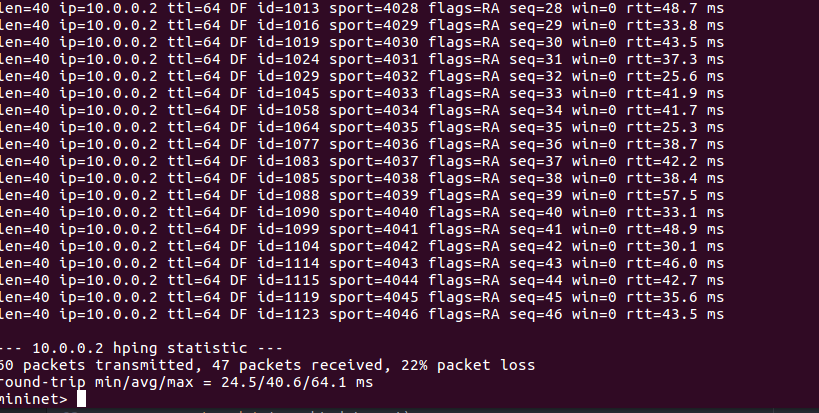 len=40 ip=10.0.0.2 ttl=64 DF id=1013 sport=4028 flags=RA seq=28 win=0 rtt=48.7 ms
len=40 ip=10.0.0.2 ttl=64 DF id=1016 sport=4029 flags=RA seq=29 win=0 rtt=33.8 ms
len=40 ip=10.0.0.2 ttl=64 DF id=1019 sport=4030 flags=RA seq=30 win=0 rtt=43.5 ms
len=40 ip=10.0.0.2 ttl=64 DF id=1024 sport=4031 flags=RA seq=31 win=0 rtt=37.3 ms
len=40 ip=10.0.0.2 ttl=64 DF id=1029 sport=4032 flags=RA seq=32 win=0 rtt=25.6 ms
len=40 ip=10.0.0.2 ttl=64 DF id=1045 sport=4033 flags=RA seq=33 win=0 rtt=41.9 ms
len=40 ip=10.0.0.2 ttl=64 DF id=1058 sport=4034 flags=RA seq=34 win=0 rtt=41.7 ms
len=40 ip=10.0.0.2 ttl=64 DF id=1064 sport=4035 flags=RA seq=35 win=0 rtt=25.3 ms
len=40 ip=10.0.0.2 ttl=64 DF id=1077 sport=4036 flags=RA seq=36 win=0 rtt=38.7 ms
len=40 ip=10.0.0.2 ttl=64 DF id=1083 sport=4037 flags=RA seq=37 win=0 rtt=42.2 ms
len=40 ip=10.0.0.2 ttl=64 DF id=1085 sport=4038 flags=RA seq=38 win=0 rtt=38.4 ms
len=40 ip=10.0.0.2 ttl=64 DF id=1088 sport=4039 flags=RA seq=39 win=0 rtt=57.5 ms
len=40 ip=10.0.0.2 ttl=64 DF id=1090 sport=4040 flags=RA seq=40 win=0 rtt=33.1 ms
len=40 ip=10.0.0.2 ttl=64 DF id=1099 sport=4041 flags=RA seq=41 win=0 rtt=48.9 ms
len=40 ip=10.0.0.2 ttl=64 DF id=1104 sport=4042 flags=RA seq=42 win=0 rtt=30.1 ms
len=40 ip=10.0.0.2 ttl=64 DF id=1114 sport=4043 flags=RA seq=43 win=0 rtt=46.0 ms
len=40 ip=10.0.0.2 ttl=64 DF id=1115 sport=4044 flags=RA seq=44 win=0 rtt=42.7 ms
len=40 ip=10.0.0.2 ttl=64 DF id=1119 sport=4045 flags=RA seq=45 win=0 rtt=35.6 ms
len=40 ip=10.0.0.2 ttl=64 DF id=1123 sport=4046 flags=RA seq=46 win=0 rtt=43.5 ms
--- 10.0.0.2 hping statistic ---
60 packets transmitted, 47 packets received, 22% packet loss
round-trip min/avg/max = 24.5/40.6/64.1 ms
mininet>